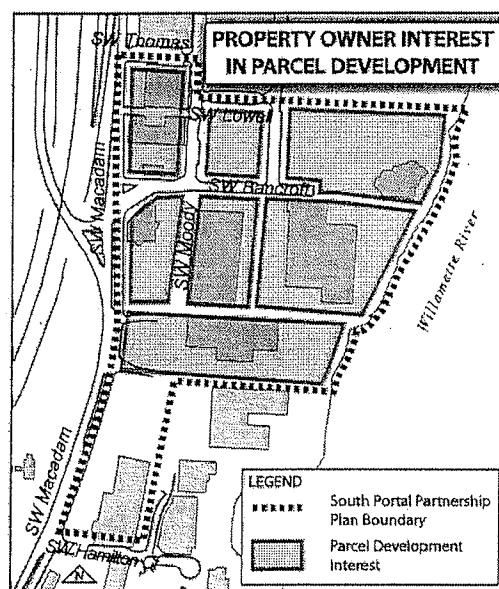 PROPERTY OWNER INTEREST
IN PARCEL DEVELOPMENT
SW Thomas
SW Lowell
SW Bancroft
SW Macadam
SW Moody
Willamette River
SW Macadam
SW Hamilton
N
LEGEND
South Portal Partnership
Plan Boundary
Parcel Development
Interest